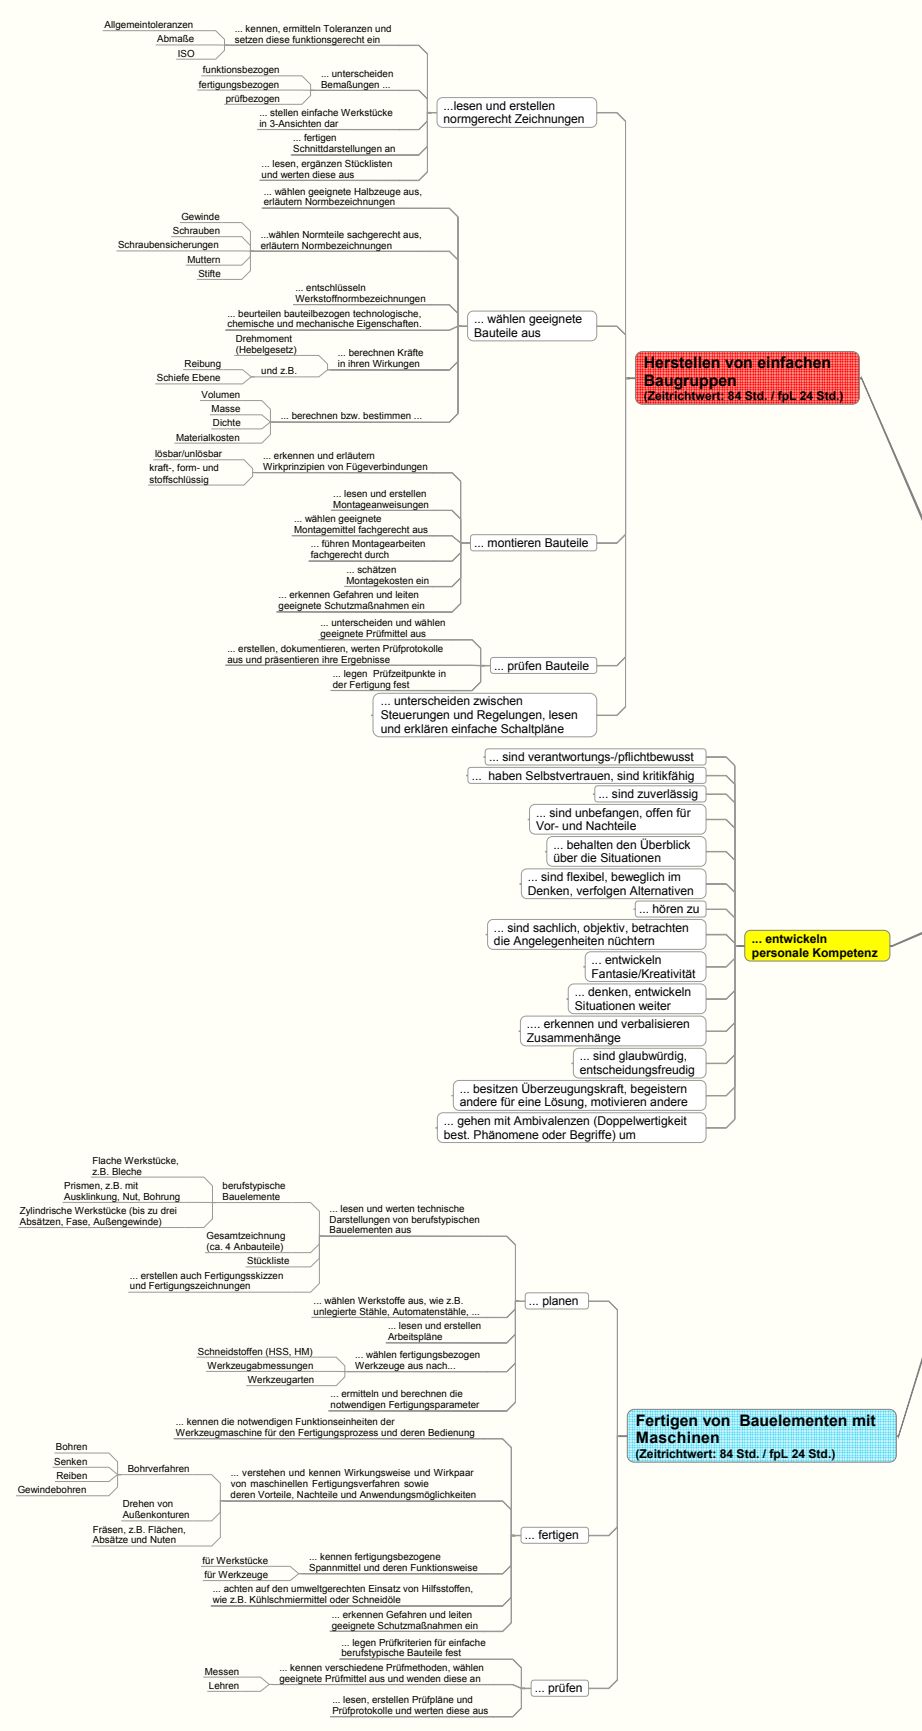 Allgemeintoleranzen
Abmaße
ISO
... kennen, ermitteln Toleranzen und
setzen diese funktionsgerecht ein
funktionsbezogen
fertigungsbezogen
prüfbezogen
... unterscheiden
Bemaßungen ...
... stellen einfache Werkstücke
in 3-Ansichten dar
... fertigen
Schnittdarstellungen an
... lesen, ergänzen Stücklisten
und werten diese aus
...lesen und erstellen
normgerecht Zeichnungen
... wählen geeignete Halbzeuge aus,
erläutern Normbezeichnungen
Gewinde
Schrauben
Schraubensicherungen
Muttern
Stifte
...wählen Normteile sachgerecht aus,
erläutern Normbezeichnungen
... entschlüsseln
Werkstoffnormbezeichnungen
... beurteilen bauteilbezogen technologische,
chemische und mechanische Eigenschaften.
Drehmoment
(Hebelgesetz)
Reibung
Schiefe Ebene
und z.B.
... berechnen Kräfte
in ihren Wirkungen
Volumen
Masse
Dichte
Materialkosten
... berechnen bzw. bestimmen ...
... wählen geeignete
Bauteile aus
Herstellen von einfachen
Baugruppen
(Zeitrichtwert: 84 Std. / fpL 24 Std.)
lösbar/unlösbar
kraft-, form- und
stoffschlüssig
... erkennen und erläutern
Wirkprinzipien von Fügeverbindungen
... lesen und erstellen
Montageanweisungen
... wählen geeignete
Montagemittel fachgerecht aus
... führen Montagearbeiten
fachgerecht durch
... schätzen
Montagekosten ein
... erkennen Gefahren und leiten
geeignete Schutzmaßnahmen ein
... montieren Bauteile
... unterscheiden und wählen
geeignete Prüfmittel aus
... erstellen, dokumentieren, werten Prüfprotokolle
aus und präsentieren ihre Ergebnisse
... legen  Prüfzeitpunkte in
der Fertigung fest
... prüfen Bauteile
... unterscheiden zwischen
Steuerungen und Regelungen, lesen
und erklären einfache Schaltpläne
... sind verantwortungs-/pflichtbewusst
...  haben Selbstvertrauen, sind kritikfähig
... sind zuverlässig
... sind unbefangen, offen für
Vor- und Nachteile
... behalten den Überblick
über die Situationen
... sind flexibel, beweglich im
Denken, verfolgen Alternativen
... hören zu
... sind sachlich, objektiv, betrachten
die Angelegenheiten nüchtern
... entwickeln
Fantasie/Kreativität
... denken, entwickeln
Situationen weiter
.... erkennen und verbalisieren
Zusammenhänge
... sind glaubwürdig,
entscheidungsfreudig
... besitzen Überzeugungskraft, begeistern
andere für eine Lösung, motivieren andere
... gehen mit Ambivalenzen (Doppelwertigkeit
best. Phänomene oder Begriffe) um
... entwickeln
personale Kompetenz
Flache Werkstücke,
z.B. Bleche
Prismen, z.B. mit
Ausklinkung, Nut, Bohrung
Zylindrische Werkstücke (bis zu drei
Absätzen, Fase, Außengewinde)
berufstypische
Bauelemente
Gesamtzeichnung
(ca. 4 Anbauteile)
Stückliste
... erstellen auch Fertigungsskizzen
und Fertigungszeichnungen
... lesen und werten technische
Darstellungen von berufstypischen
Bauelementen aus
... wählen Werkstoffe aus, wie z.B.
unlegierte Stähle, Automatenstähle, ...
... lesen und erstellen
Arbeitspläne
Schneidstoffen (HSS, HM)
Werkzeugabmessungen
Werkzeugarten
... wählen fertigungsbezogen
Werkzeuge aus nach...
... ermitteln und berechnen die
notwendigen Fertigungsparameter
... planen
... kennen die notwendigen Funktionseinheiten der
Werkzeugmaschine für den Fertigungsprozess und deren Bedienung
Bohren
Senken
Reiben
Gewindebohren
Bohrverfahren
Drehen von
Außenkonturen
Fräsen, z.B. Flächen,
Absätze und Nuten
... verstehen und kennen Wirkungsweise und Wirkpaar
von maschinellen Fertigungsverfahren sowie
deren Vorteile, Nachteile und Anwendungsmöglichkeiten
für Werkstücke
für Werkzeuge
... kennen fertigungsbezogene
Spannmittel und deren Funktionsweise
... achten auf den umweltgerechten Einsatz von Hilfsstoffen,
wie z.B. Kühlschmiermittel oder Schneidöle
... erkennen Gefahren und leiten
geeignete Schutzmaßnahmen ein
... fertigen
Fertigen von  Bauelementen mit
Maschinen
(Zeitrichtwert: 84 Std. / fpL 24 Std.)
... legen Prüfkriterien für einfache
berufstypische Bauteile fest
Messen
Lehren
... kennen verschiedene Prüfmethoden, wählen
geeignete Prüfmittel aus und wenden diese an
... lesen, erstellen Prüfpläne und
Prüfprotokolle und werten diese aus
... prüfen